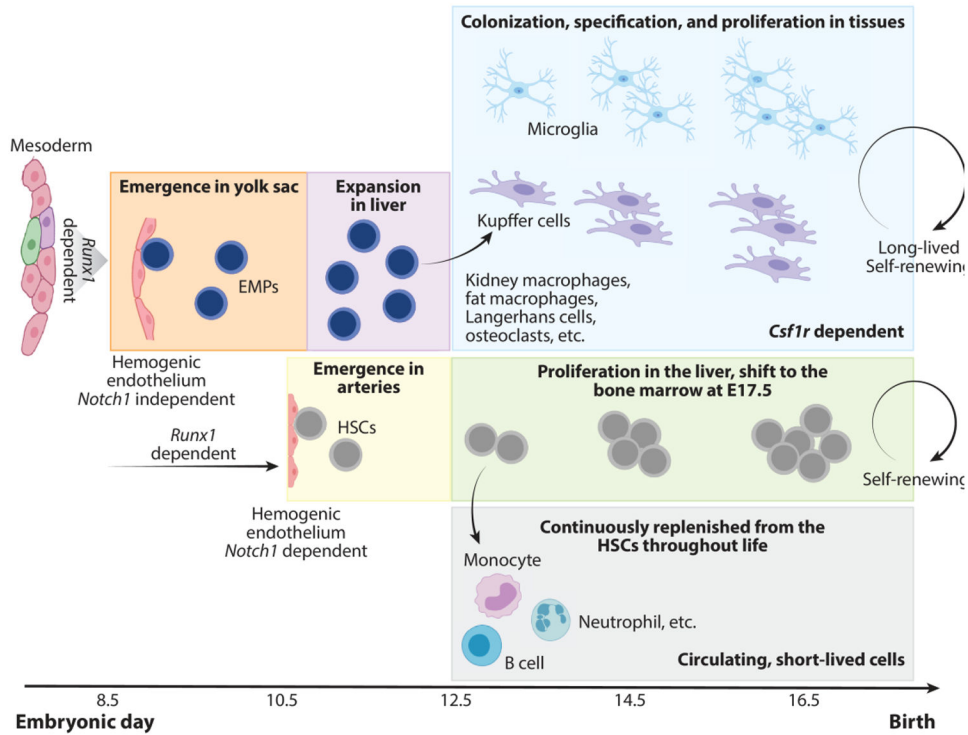 Colonization, specification, and proliferation in tissues
Microglia
Mesoderm
Runx1
dependent
Emergence in yolk sac
EMPs
Expansion
in liver
Kupffer cells
Kidney macrophages,
fat macrophages,
Langerhans cells,
osteoclasts, etc.
Long-lived
Self-renewing
Csf1r dependent
Hemogenic
endothelium
Notch1 independent
Runx1
dependent
Emergence in
arteries
HSCs
Hemogenic
endothelium
Notch1 dependent
Proliferation in the liver, shift to the
bone marrow at E17.5
Self-renewing
Continuously replenished from the
HSCs throughout life
Monocyte
Neutrophil, etc.
B cell
Circulating, short-lived cells
8.5 10.5 12.5 14.5 16.5
Embryonic day Birth